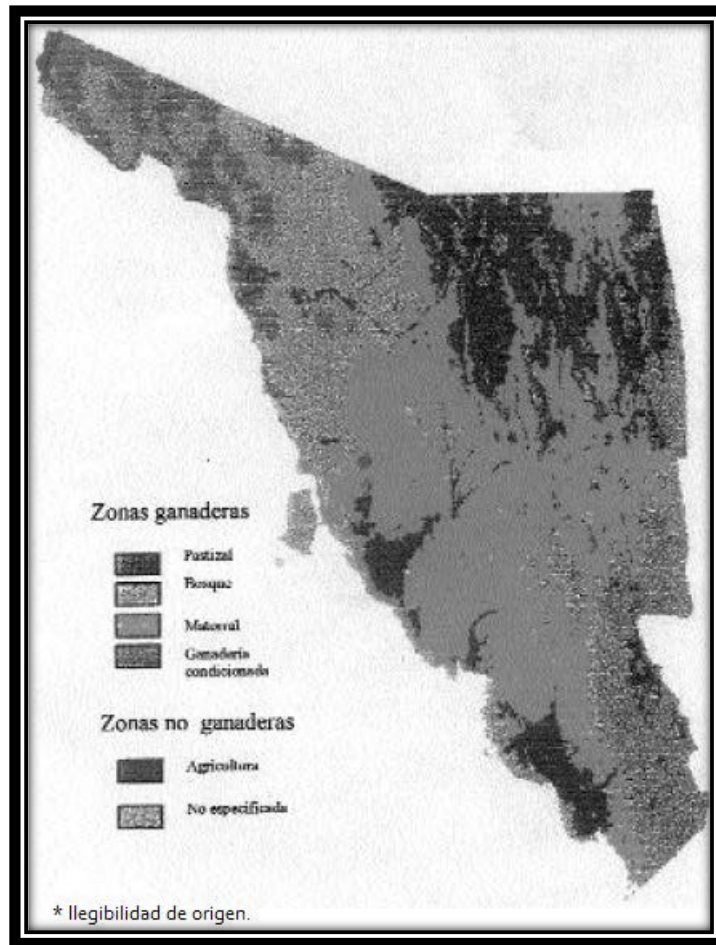 Zonas ganaderas
Pastizal
Bosque
Matorral
Ganadería
condicionada
Zonas no ganaderas
Agricultura
No especificada
* Ilegibilidad de origen.